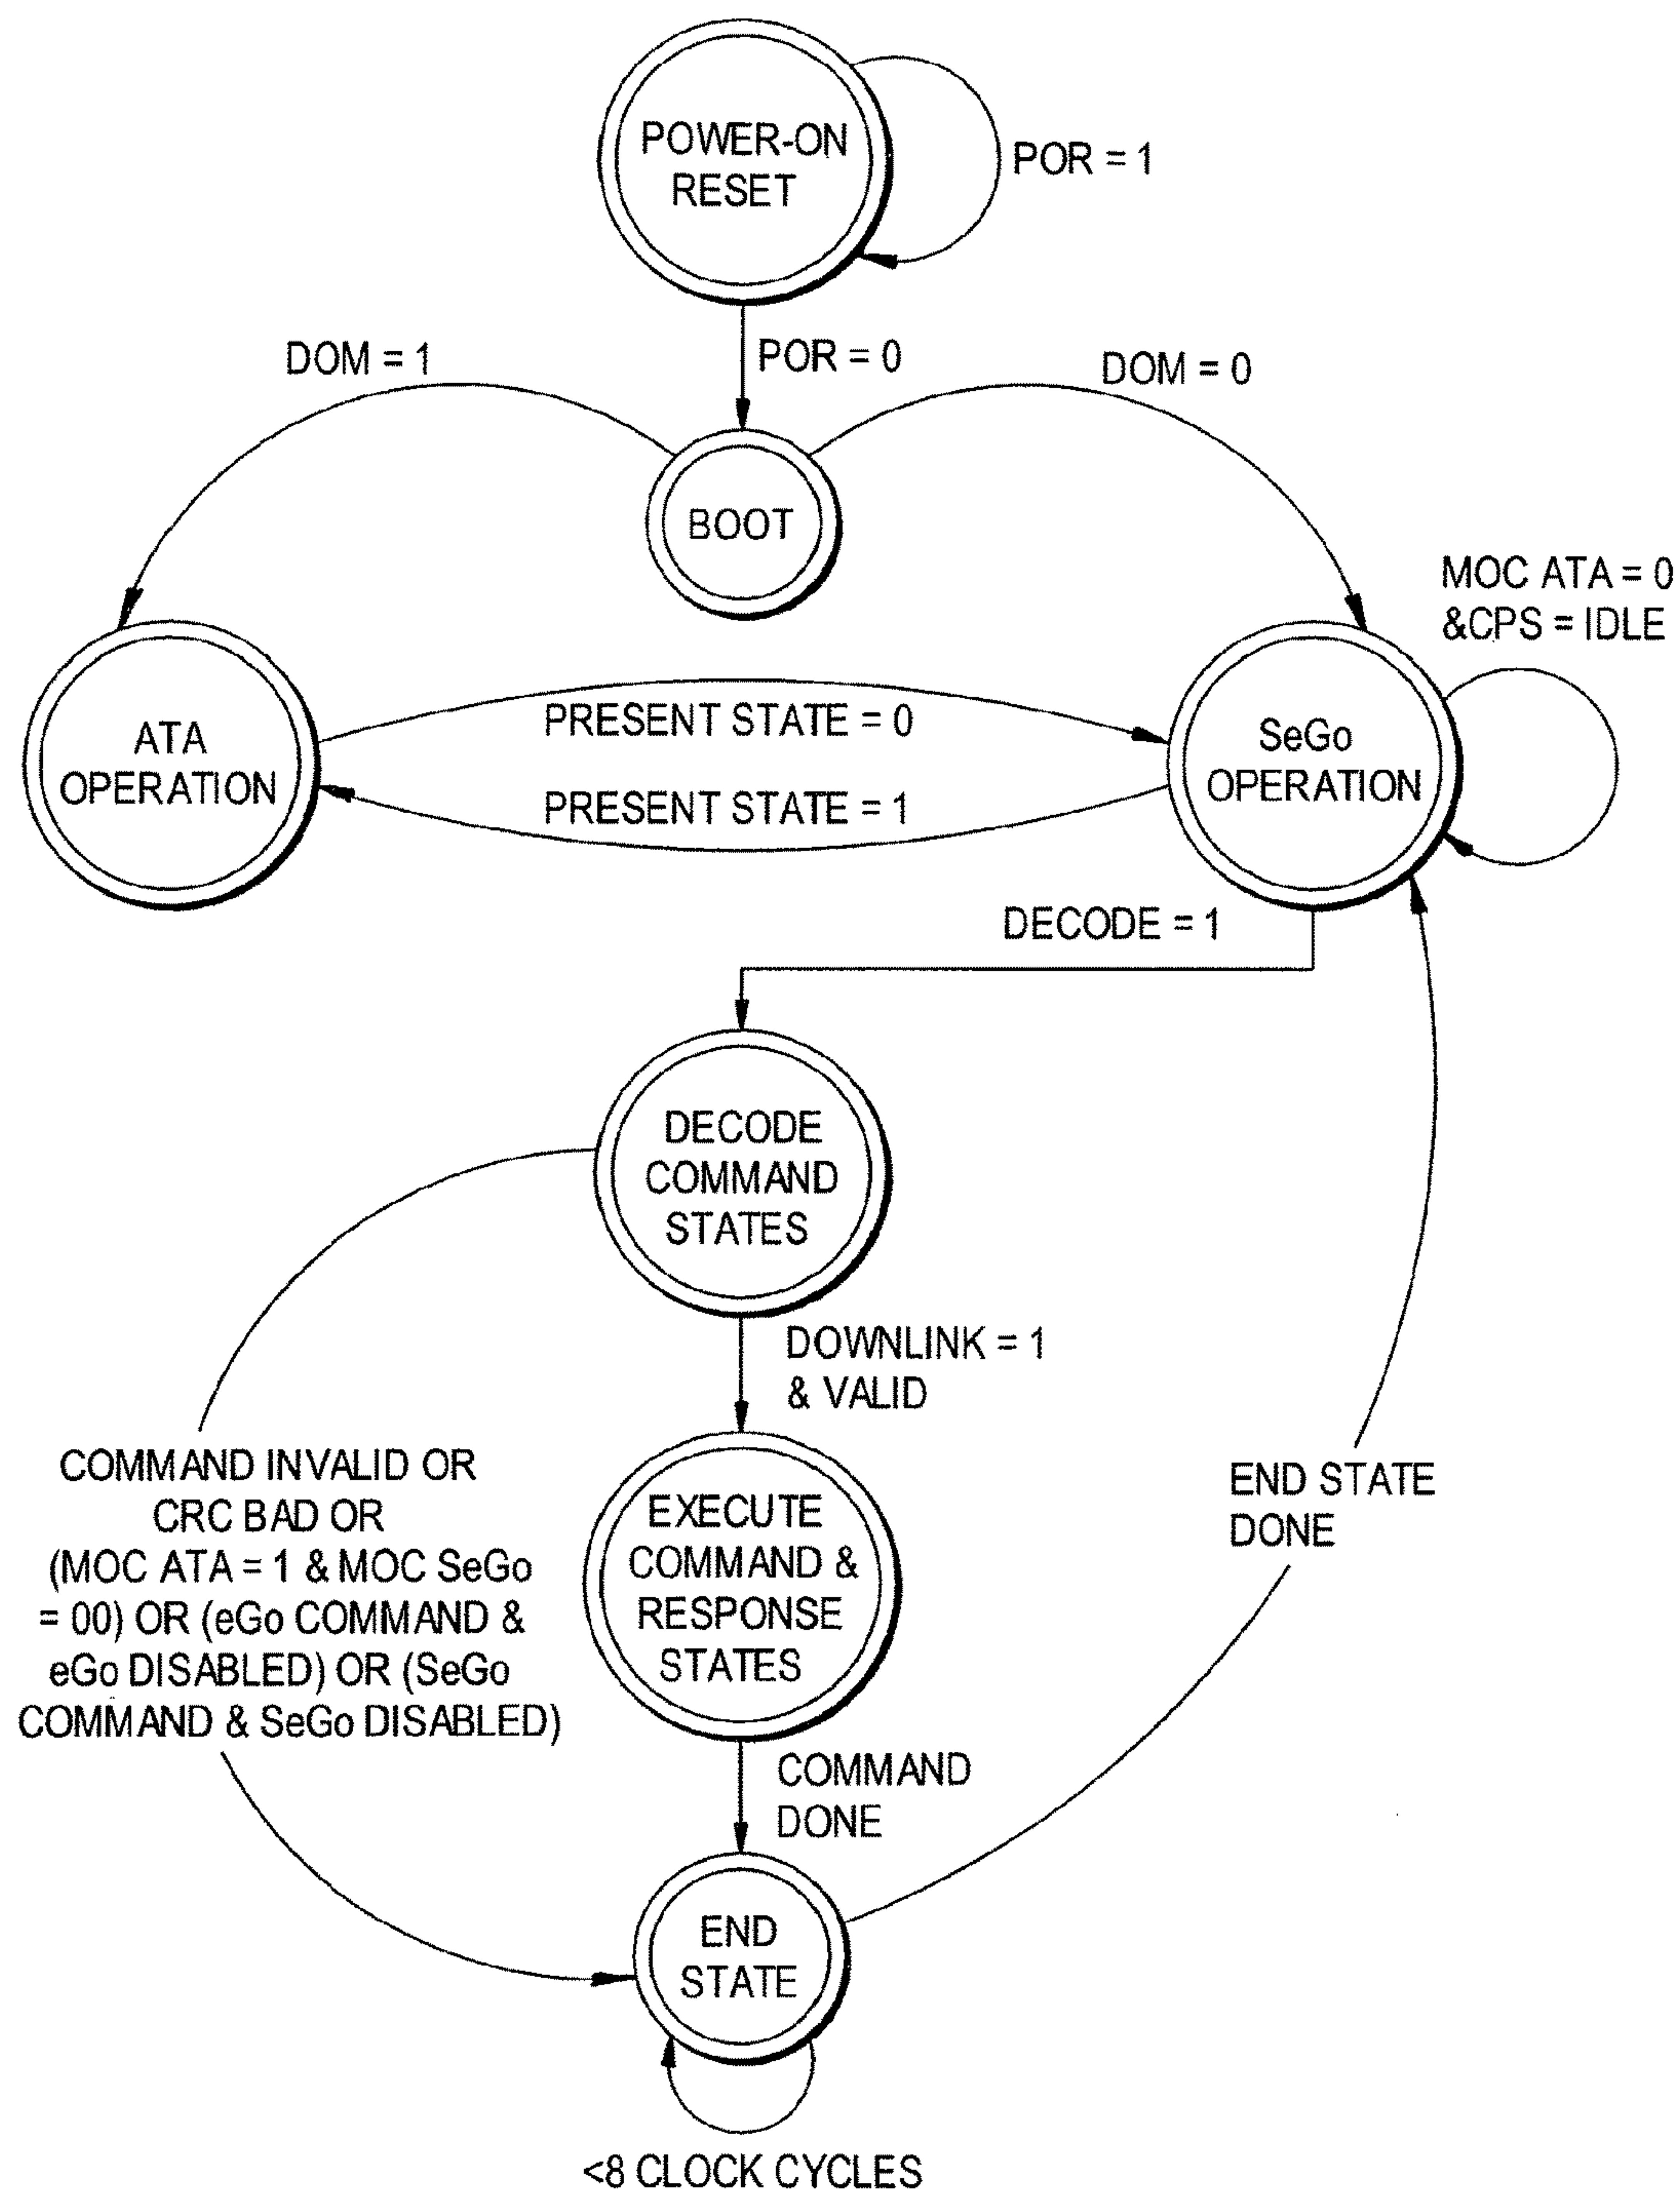 POWER-ON
RESET
POR = 1
DOM = 1
POR = 0
DOM = 0
BOOT
MOC ATA = 0
&CPS = IDLE
ATA
OPERATION
PRESENT STATE = 0
PRESENT STATE = 1
SeGo
OPERATION
DECODE = 1
DECODE
COMMAND
STATES
DOWNLINK = 1
& VALID
COMMAND INVALID OR
CRC BAD OR
(MOC ATA = 1 & MOC SeGo
= 00) OR (eGo COMMAND &
eGo DISABLED) OR (SeGo
COMMAND & SeGo DISABLED)
EXECUTE
COMMAND &
RESPONSE
STATES
END STATE
DONE
COMMAND
DONE
END
STATE
<8 CLOCK CYCLES